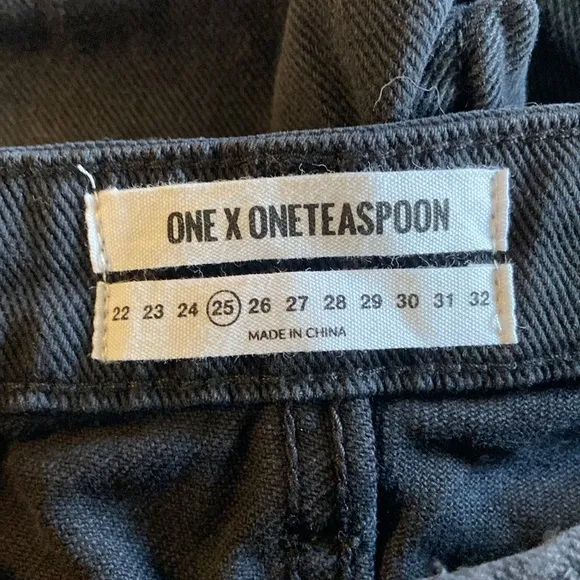 ONE X ONETEASPOON
22 23 24 25 26 27 28 29 30 31 32
MADE IN CHINA